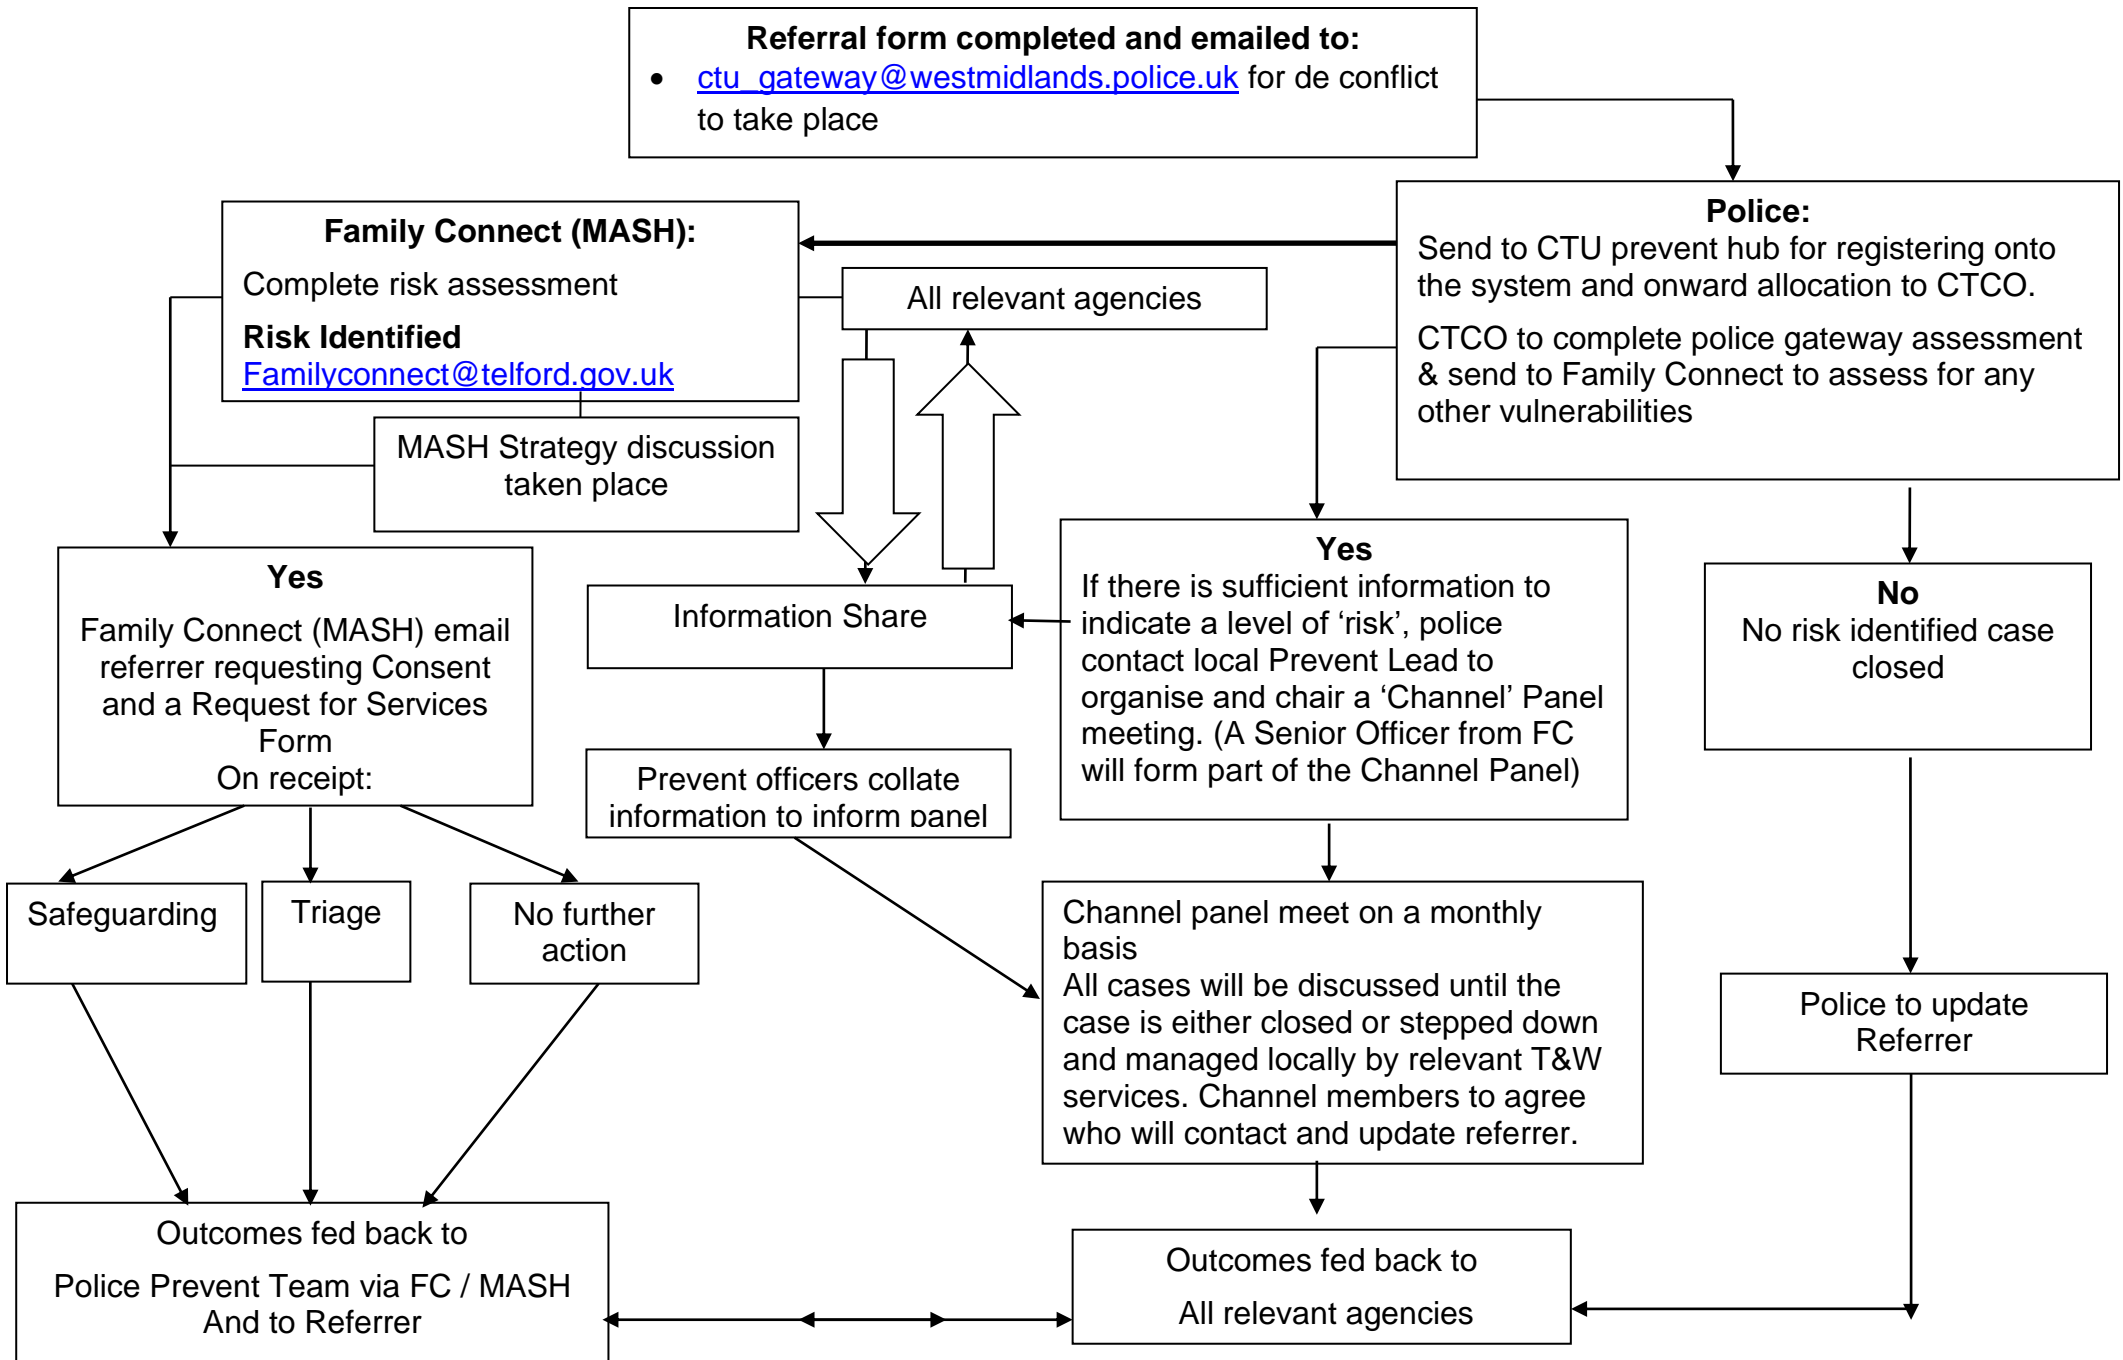 Referral form completed and emailed to:
• ctu_gateway@westmidlands.police.uk for de conflict
to take place
Family Connect (MASH):
Complete risk assessment
Risk Identified
Familyconnect@telford.gov.uk
All relevant agencies
Police:
Send to CTU prevent hub for registering onto
the system and onward allocation to CTCO.
CTCO to complete police gateway assessment
& send to Family Connect to assess for any
other vulnerabilities
MASH Strategy discussion
taken place
Yes
Family Connect (MASH) email
referrer requesting Consent
and a Request for Services
Form
On receipt:
Information Share
Yes
If there is sufficient information to
indicate a level of ‘risk’, police
contact local Prevent Lead to
organise and chair a ‘Channel’ Panel
meeting. (A Senior Officer from FC
will form part of the Channel Panel)
No
No risk identified case
closed
Prevent officers collate
information to inform panel
Safeguarding
Triage
No further
action
Channel panel meet on a monthly
basis
All cases will be discussed until the
case is either closed or stepped down
and managed locally by relevant T&W
services. Channel members to agree
who will contact and update referrer.
Police to update
Referrer
Outcomes fed back to
Police Prevent Team via FC / MASH
And to Referrer
Outcomes fed back to
All relevant agencies